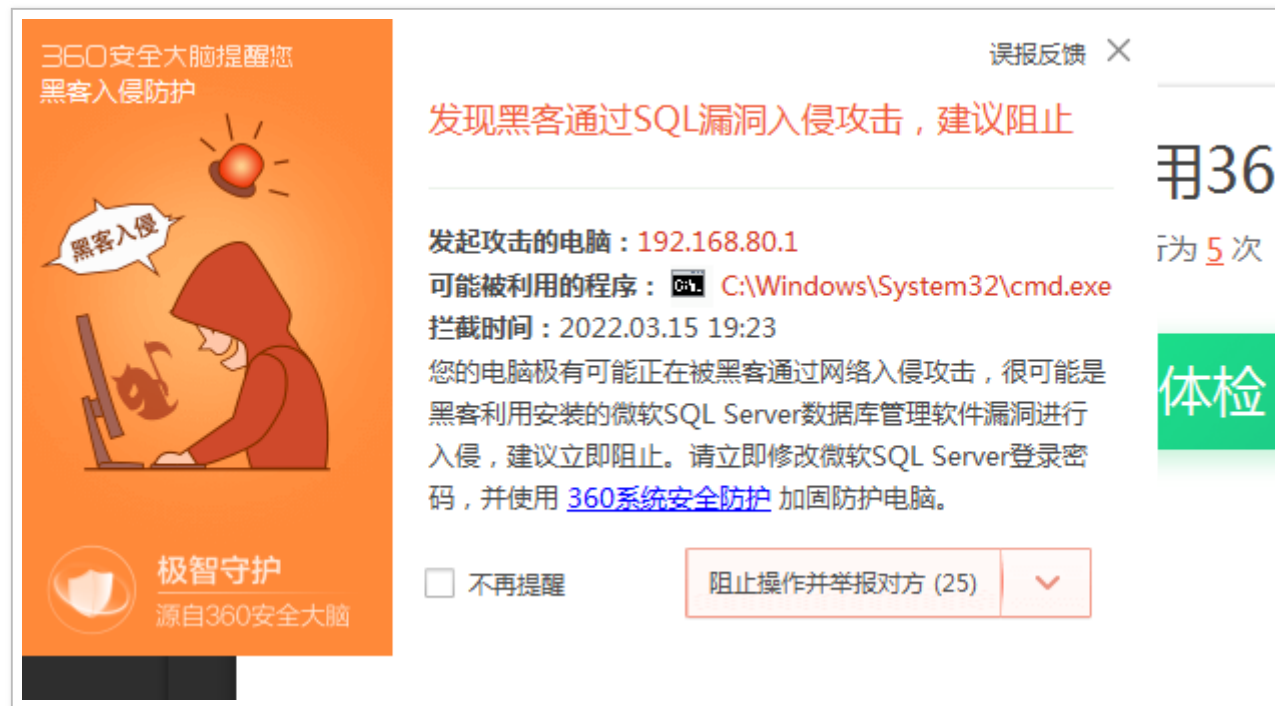 360安全大脑提醒您
黑客入侵防护
黑客入侵
极智守护
源自360安全大脑
误报反馈
发现黑客通过SQL漏洞入侵攻击，建议阻止
发起攻击的电脑：192.168.80.1
可能被利用的程序： C:\Windows\System32\cmd.exe
拦截时间：2022.03.15 19:23
您的电脑极有可能正在被黑客通过网络入侵攻击，很可能是
黑客利用安装的微软SQL Server数据库管理软件漏洞进行
入侵，建议立即阻止。请立即修改微软SQL Server登录密
码，并使用 360系统安全防护 加固防护电脑。
不再提醒
阻止操作并举报对方 (25)
用36
为 5 次
体检